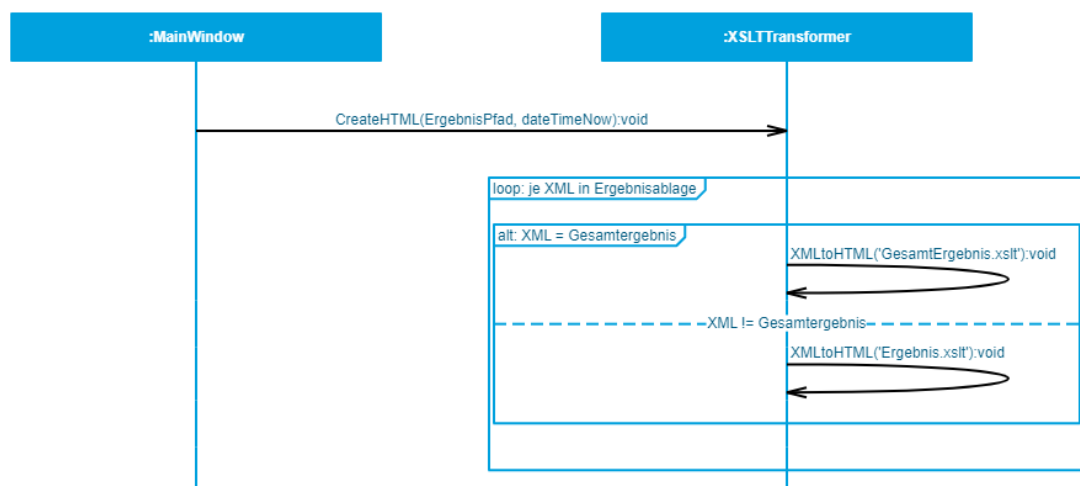 :MainWindow
:XSLTTransformer
CreateHTML(ErgebnisPfad, dateTimeNow):void
loop: je XML in Ergebnisablage
alt: XML = Gesamtergebnis
XMLtoHTML('GesamtErgebnis.xslt'):void
XML != Gesamtergebnis
XMLtoHTML('Ergebnis.xslt'):void